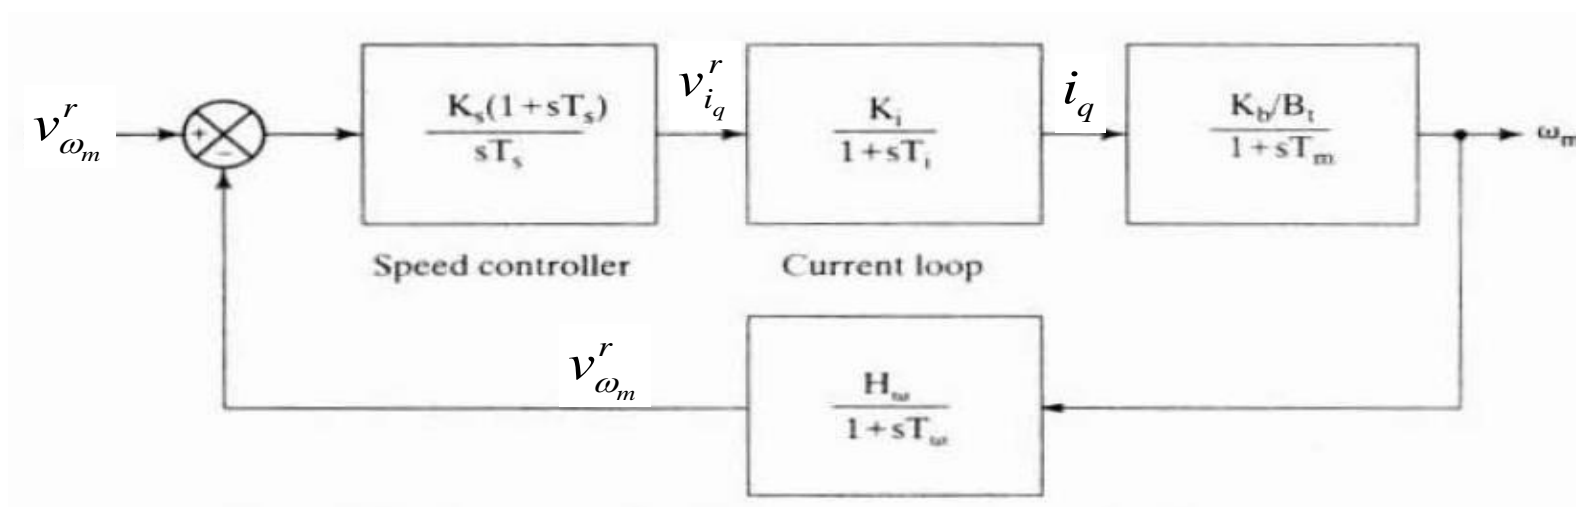 v^r_{ω_m}
+
−
K_s(1+sT_s)
sT_s
v^r_{i_q}
K_i
1+sT_i
i_q
K_b/B_t
1+sT_m
ω_m
Speed controller
Current loop
v^r_{ω_m}
H_ω
1+sT_ω